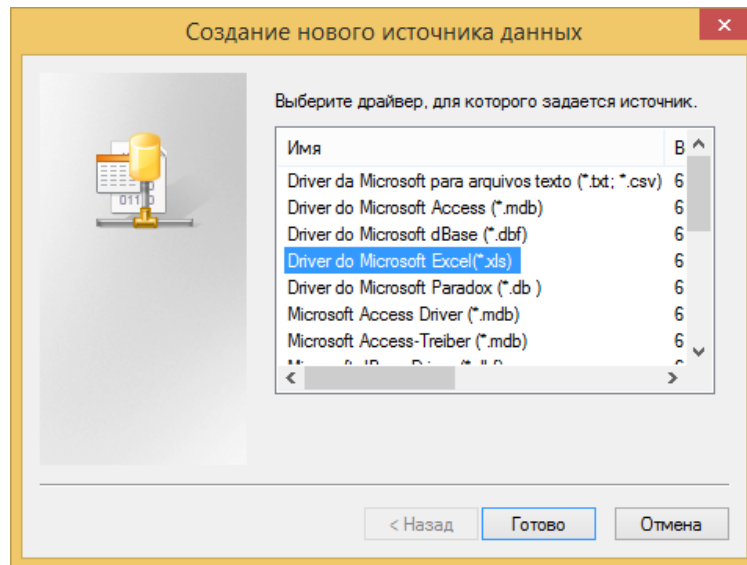 Создание нового источника данных
Выберите драйвер, для которого задается источник.
Имя В
Driver da Microsoft para arquivos texto (*.txt; *.csv) 6
Driver do Microsoft Access (*.mdb) 6
Driver do Microsoft dBase (*.dbf) 6
Driver do Microsoft Excel(*.xls) 6
Driver do Microsoft Paradox (*.db ) 6
Microsoft Access Driver (*.mdb) 6
Microsoft Access-Treiber (*.mdb) 6
< Назад Готово Отмена